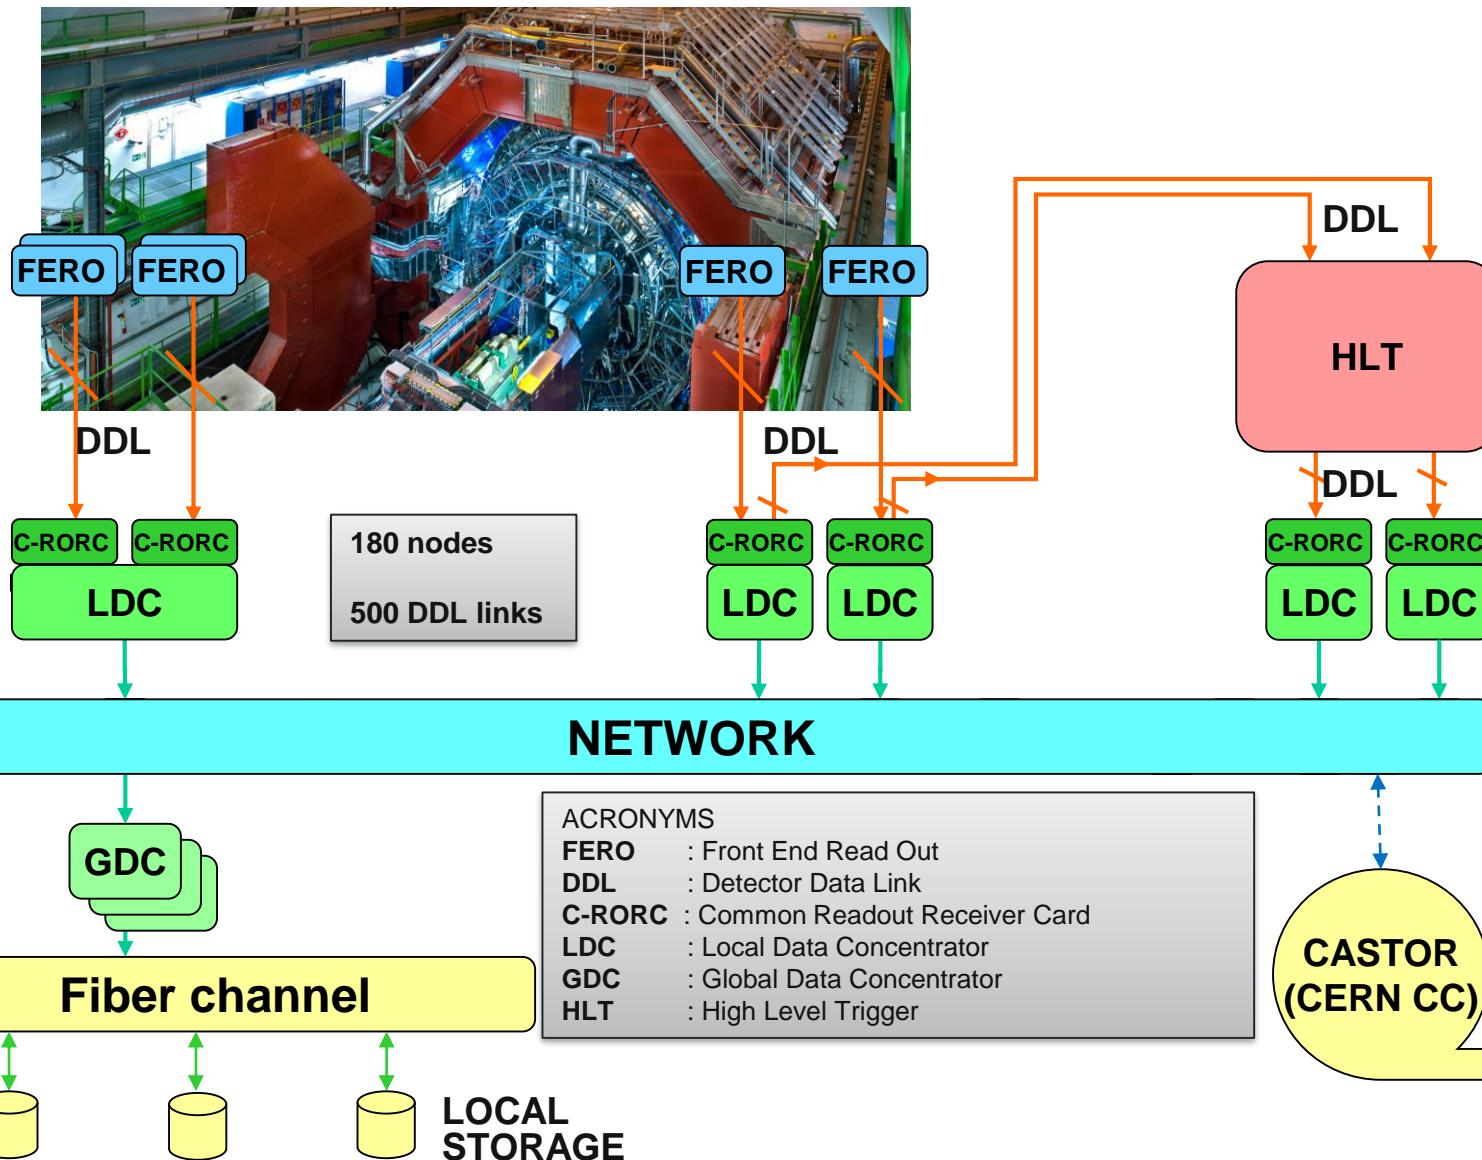 DDL
FERO FERO FERO FERO
HLT
DDL DDL
DDL
C-RORC C-RORC C-RORC C-RORC C-RORC C-RORC
180 nodes
LDC LDC LDC LDC LDC
500 DDL links
NETWORK
ACRONYMS
FERO : Front End Read Out
DDL : Detector Data Link
C-RORC : Common Readout Receiver Card
LDC : Local Data Concentrator
GDC : Global Data Concentrator
HLT : High Level Trigger
GDC
CASTOR
(CERN CC)
Fiber channel
LOCAL
STORAGE